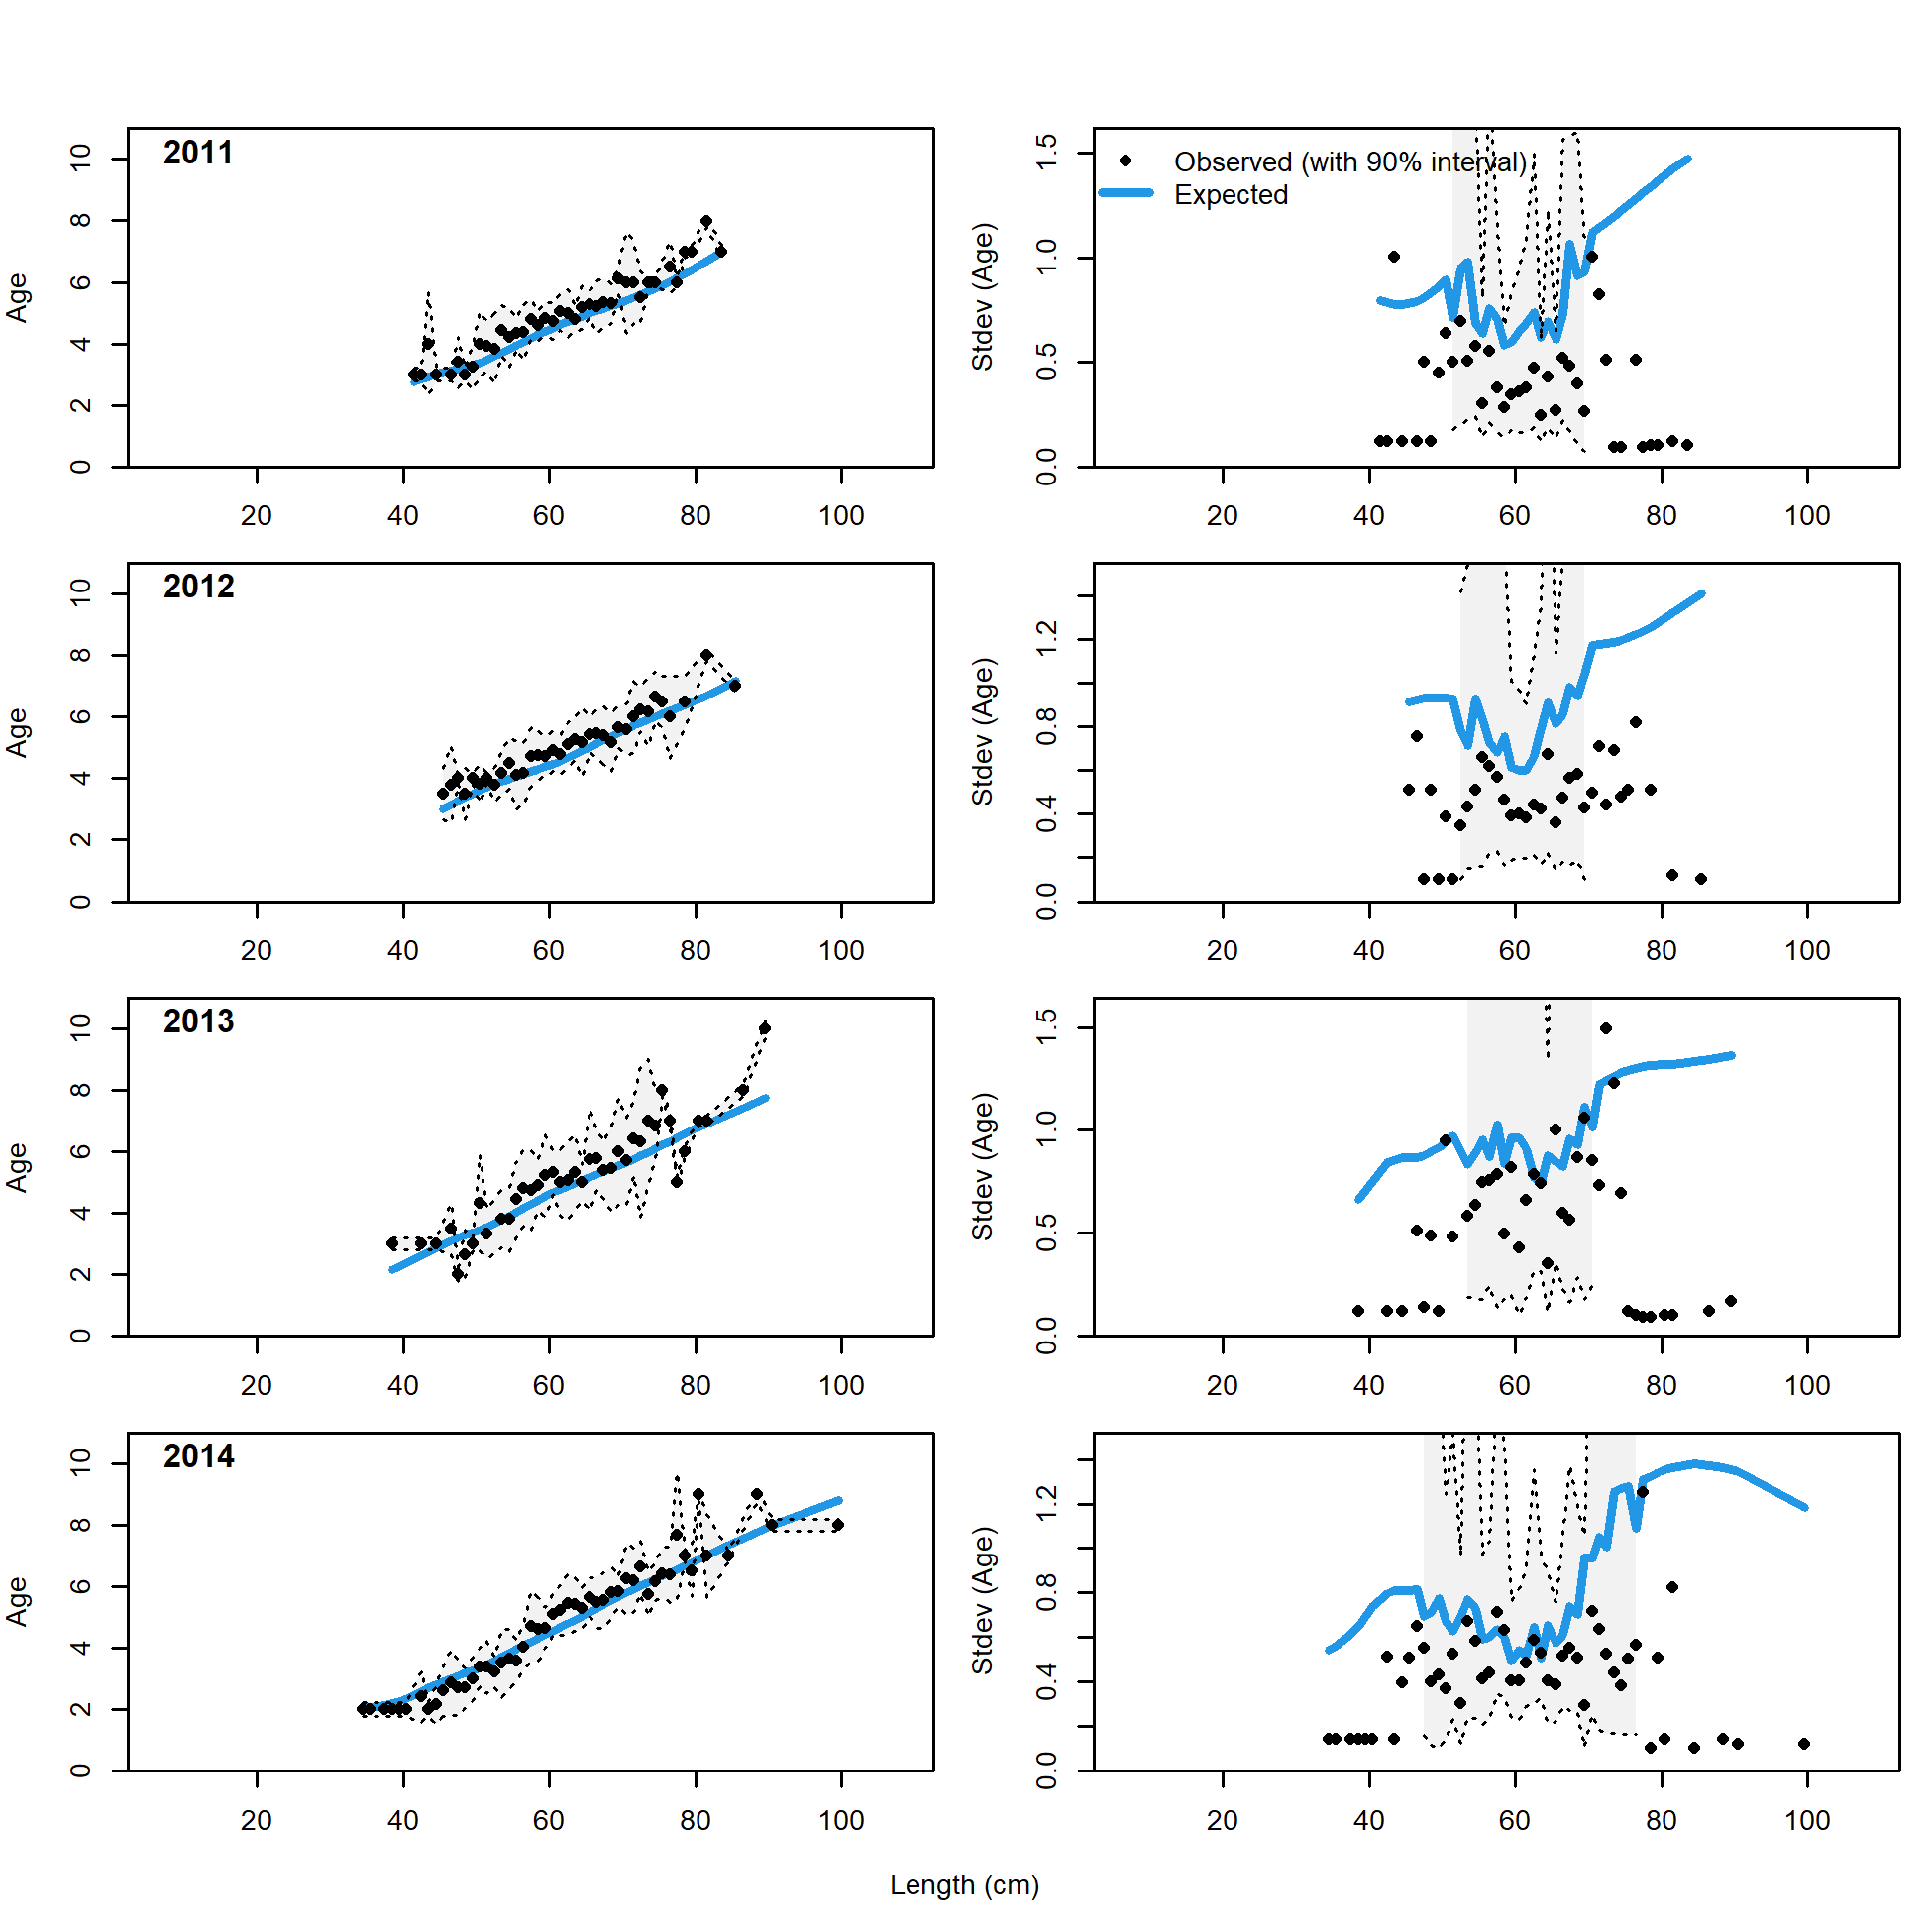 2011
Age
0 2 4 6 8 10
20 40 60 80 100
Observed (with 90% interval)
Expected
Stdev (Age)
0.0 0.5 1.0 1.5
20 40 60 80 100
2012
Age
0 2 4 6 8 10
20 40 60 80 100
Stdev (Age)
0.0 0.4 0.8 1.2
20 40 60 80 100
2013
Age
0 2 4 6 8 10
20 40 60 80 100
Stdev (Age)
0.0 0.5 1.0 1.5
20 40 60 80 100
2014
Age
0 2 4 6 8 10
20 40 60 80 100
Stdev (Age)
0.0 0.4 0.8 1.2
20 40 60 80 100
Length (cm)